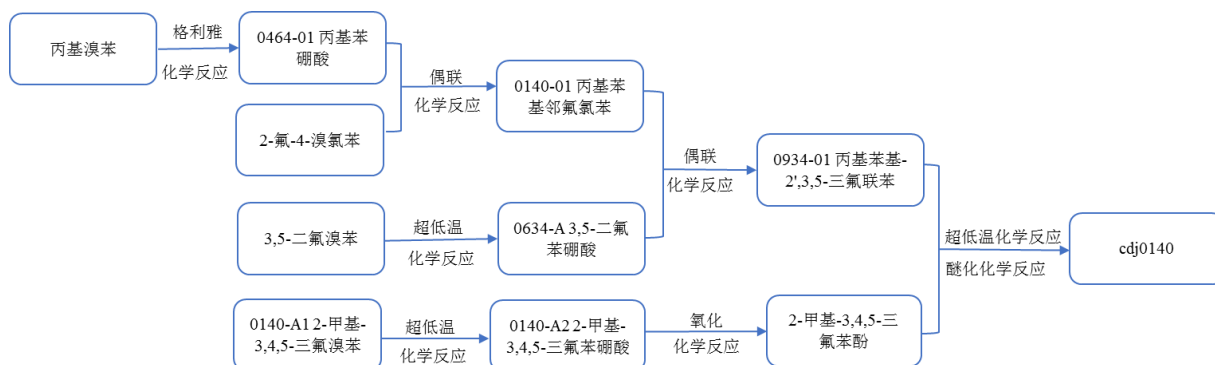 丙基溴苯
格利雅
化学反应
0464-01 丙基苯
硼酸
2-氟-4-溴氯苯
偶联
化学反应
0140-01 丙基苯
基邻氟氯苯
3,5-二氟溴苯
超低温
化学反应
0634-A 3,5-二氟
苯硼酸
偶联
化学反应
0934-01 丙基苯基-
2',3,5-三氟联苯
0140-A1 2-甲基-
3,4,5-三氟溴苯
超低温
化学反应
0140-A2 2-甲基-
3,4,5-三氟苯硼酸
氧化
化学反应
2-甲基-3,4,5-三
氟苯酚
超低温化学反应
醚化化学反应
cdj0140